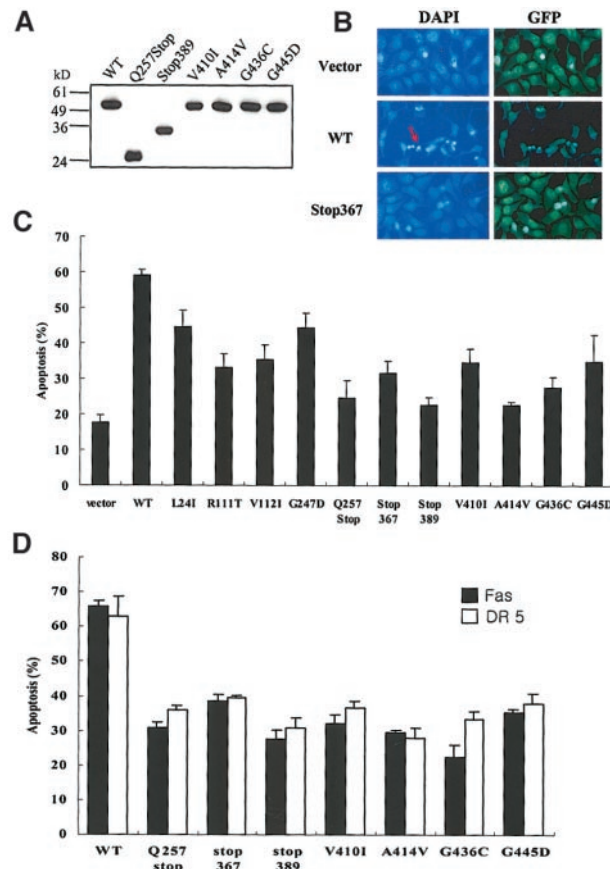 A
kD
WT
Q257Stop
Stop389
V410I
A414V
G436C
G445D
61
49
36
24
B
DAPI
GFP
Vector
WT
Stop367
C
Apoptosis (%)
70
60
50
40
30
20
10
0
vector WT L24I R111T V112I G247D Q257 Stop Stop V410I A414V G436C G445D
Stop 367 389
D
Apoptosis (%)
80
70
60
50
40
30
20
10
0
Fas
DR 5
WT Q257 stop stop V410I A414V G436C G445D
stop 367 389